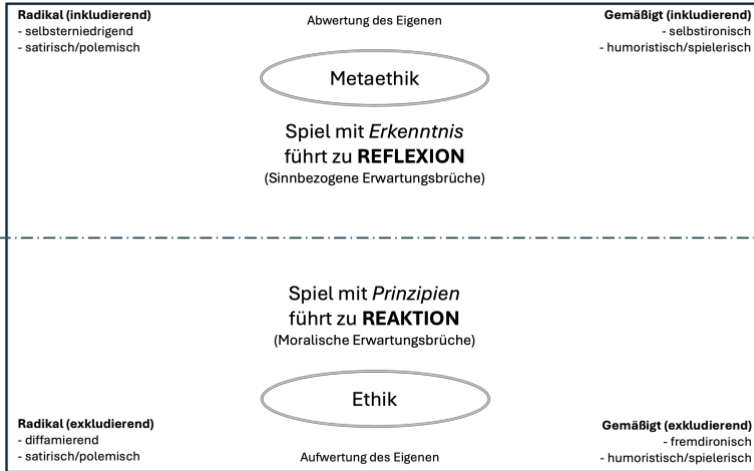 Radikal (inkludierend)
- selbsterniedrigend
- satirisch/polemisch
Abwertung des Eigenen
Gemäßigt (inkludierend)
- selbstironisch
- humoristisch/spielerisch
Metaethik
Spiel mit Erkenntnis
führt zu REFLEXION
(Sinnbezogene Erwartungsbrüche)
Spiel mit Prinzipien
führt zu REAKTION
(Moralische Erwartungsbrüche)
Ethik
Radikal (exkludierend)
- diffamierend
- satirisch/polemisch
Aufwertung des Eigenen
Gemäßigt (exkludierend)
- fremdironisch
- humoristisch/spielerisch